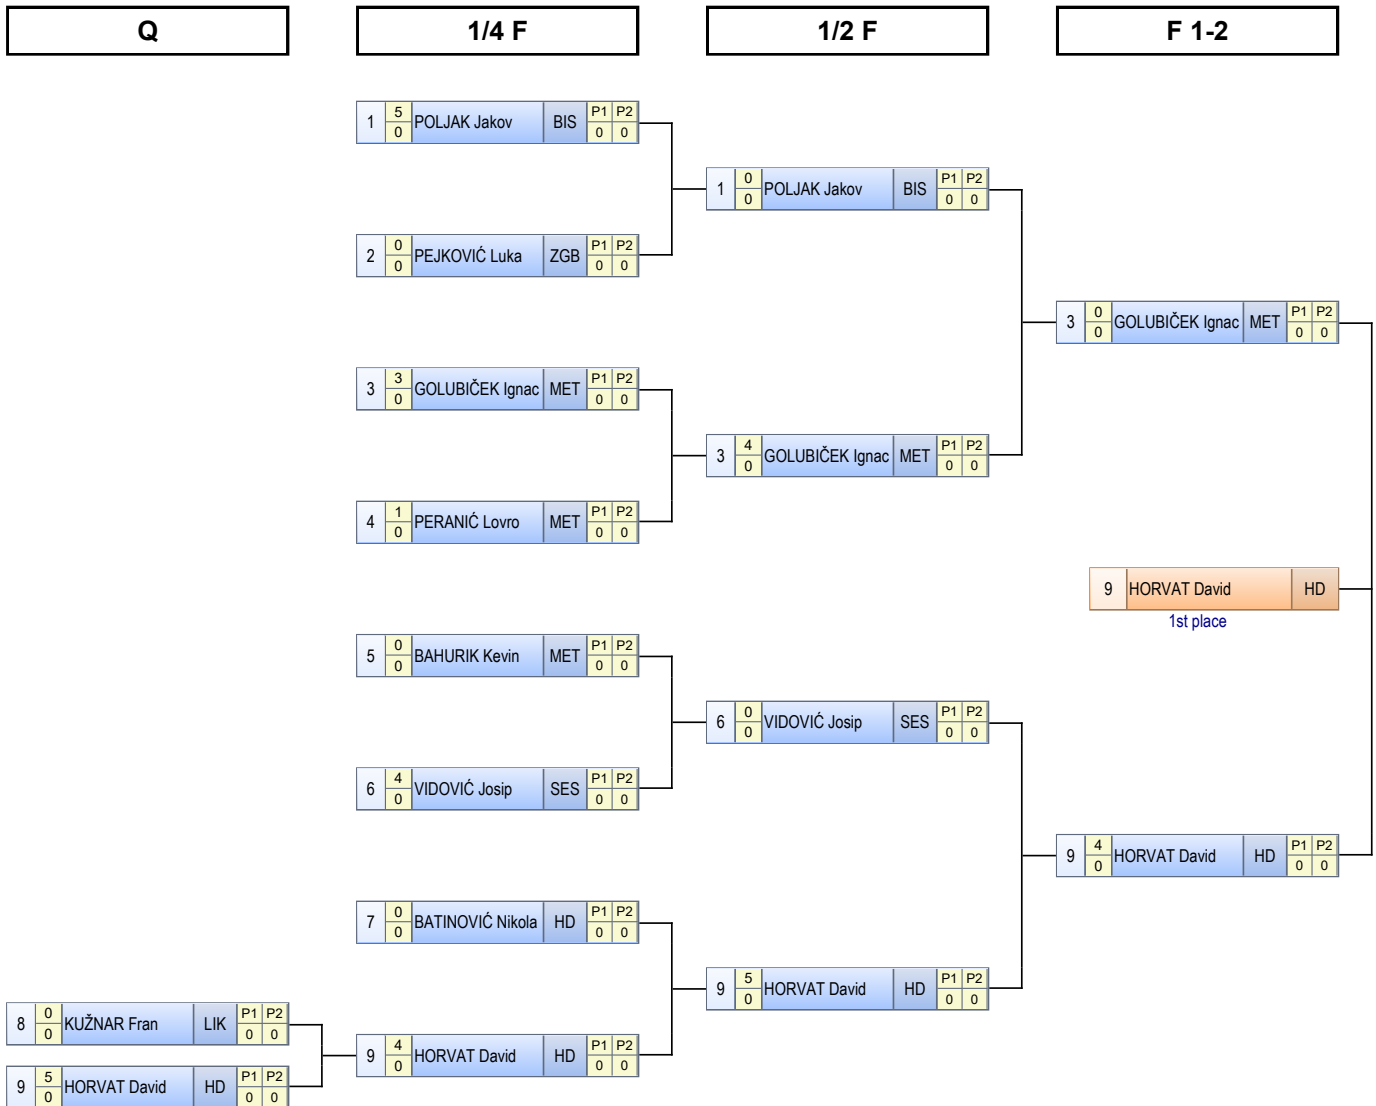 Q 1/4 F 1/2 F F 1-2
1 5 0 POLJAK Jakov BIS P1 P2 0 0
1 0 0 POLJAK Jakov BIS P1 P2 0 0
2 0 0 PEJKOVIĆ Luka ZGB P1 P2 0 0
3 0 0 GOLUBIČEK Ignac MET P1 P2 0 0
3 3 0 GOLUBIČEK Ignac MET P1 P2 0 0
3 4 0 GOLUBIČEK Ignac MET P1 P2 0 0
4 1 0 PERANIĆ Lovro MET P1 P2 0 0
9 HORVAT David HD
1st place
5 0 0 BAHURIK Kevin MET P1 P2 0 0
6 0 0 VIDOVIĆ Josip SES P1 P2 0 0
6 4 0 VIDOVIĆ Josip SES P1 P2 0 0
9 4 0 HORVAT David HD P1 P2 0 0
7 0 0 BATINOVIĆ Nikola HD P1 P2 0 0
9 5 0 HORVAT David HD P1 P2 0 0
8 0 0 KUŽNAR Fran LIK P1 P2 0 0
9 4 0 HORVAT David HD P1 P2 0 0
9 5 0 HORVAT David HD P1 P2 0 0